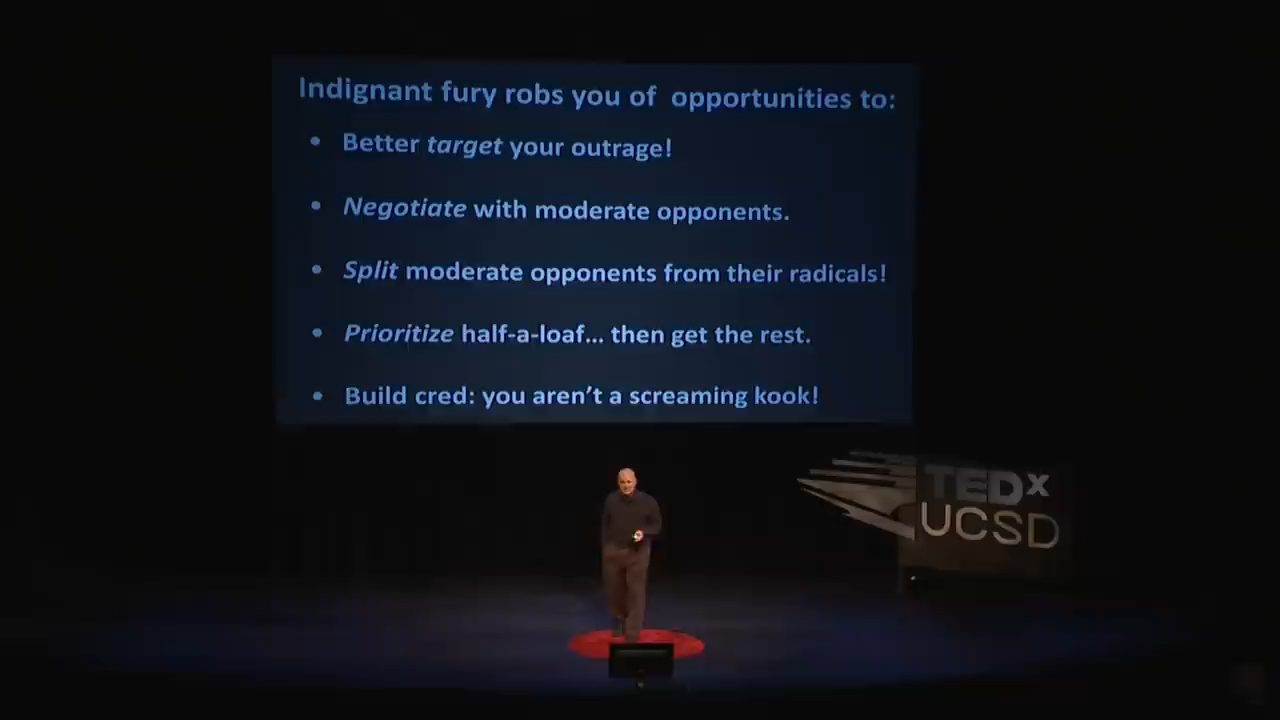 Indignant fury robs you of opportunities to:
• Better target your outrage!
• Negotiate with moderate opponents.
• Split moderate opponents from their radicals!
• Prioritize half-a-loaf... then get the rest.
• Build cred: you aren't a screaming kook!
TEDx
UCSD